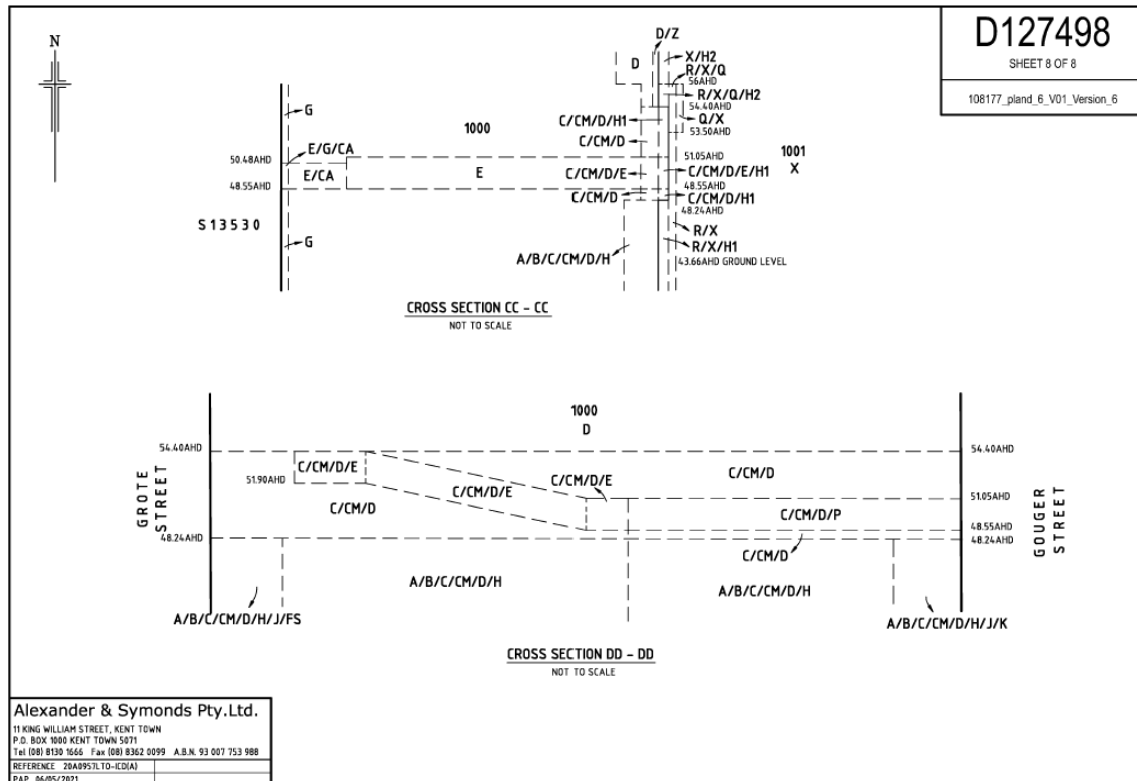 N
D127498
SHEET 8 OF 8
108177_pland_6_V01_Version_6
D/Z
D
X/H2
R/X/Q
56AHD
R/X/Q/H2
54.40AHD
G
C/CM/D/H1
Q/X
1000
53.50AHD
C/CM/D
E/G/CA
51.05AHD
1001
X
50.48AHD
E/CA
E
C/CM/D/E
C/CM/D/E/H1
48.55AHD
48.55AHD
C/CM/D
C/CM/D/H1
48.24AHD
S13530
G
R/X
R/X/H1
A/B/C/CM/D/H
43.66AHD GROUND LEVEL
CROSS SECTION CC - CC
NOT TO SCALE
1000
D
54.40AHD
54.40AHD
C/CM/D/E
C/CM/D/E
C/CM/D/E
C/CM/D
51.90AHD
51.05AHD
GROTE
STREET
C/CM/D
C/CM/D/P
GOUGER
STREET
48.55AHD
48.24AHD
48.24AHD
C/CM/D
A/B/C/CM/D/H
A/B/C/CM/D/H
A/B/C/CM/D/H/J/FS
A/B/C/CM/D/H/J/K
CROSS SECTION DD - DD
NOT TO SCALE
Alexander & Symonds Pty.Ltd.
11 KING WILLIAM STREET, KENT TOWN
P.O. BOX 1000 KENT TOWN 5071
Tel (08) 8130 1666 Fax (08) 8362 0099 A.B.N. 93 007 753 988
REFERENCE 20A0957LTO-ICD(A)
PAP 06/05/2021